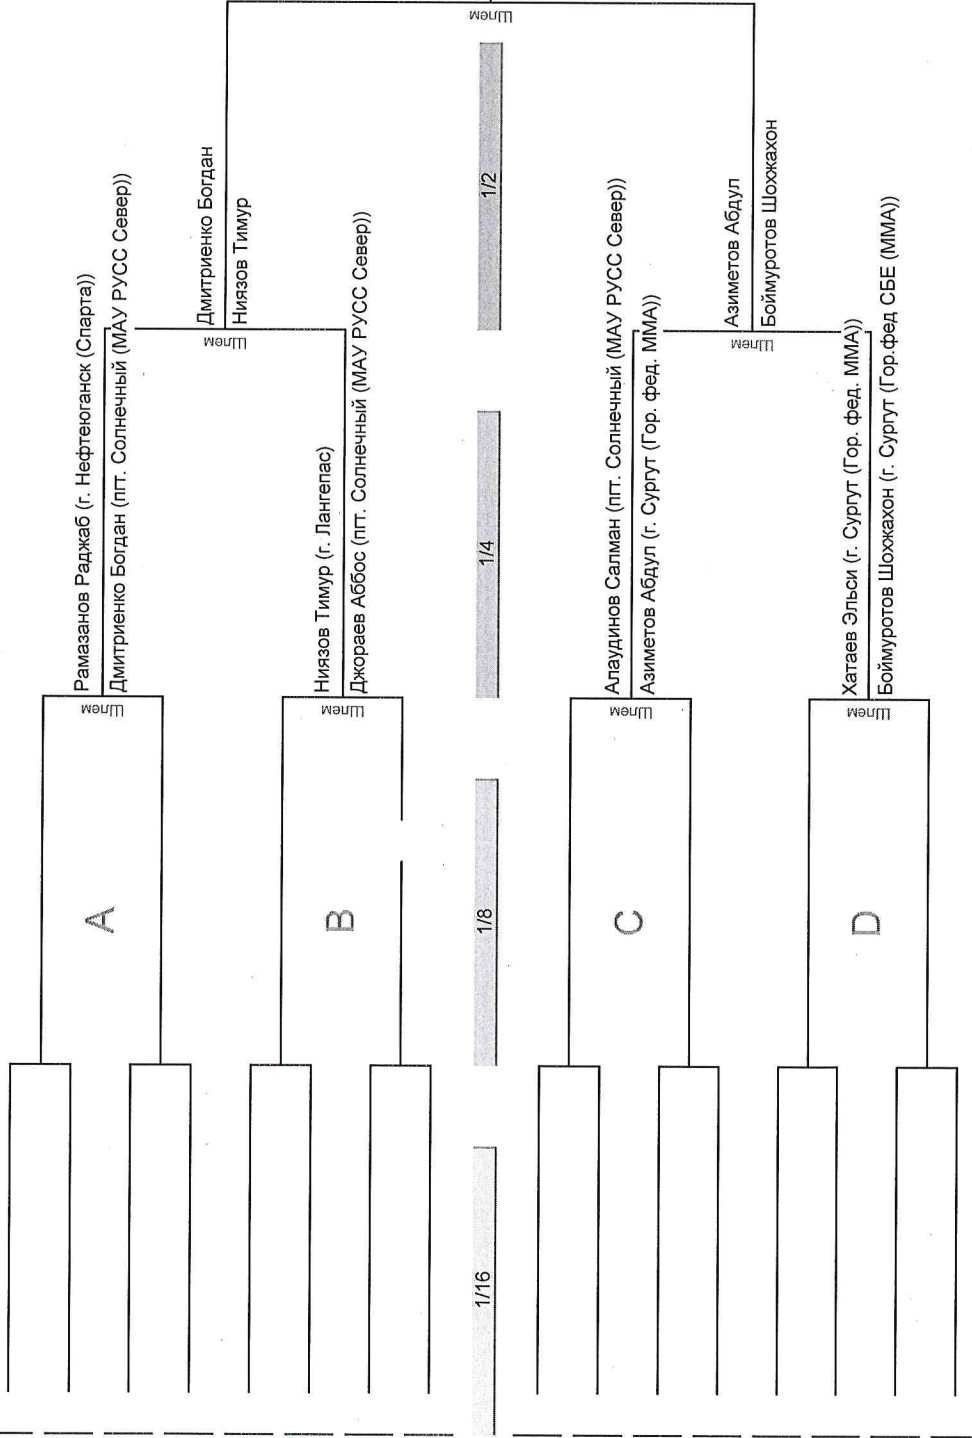 Рамазанов Раджаб (г. Нефтеюганск (Спарта))
Дмитриенко Богдан (пгт. Солнечный (МАУ РУСС Север))
Шлем
A
Дмитриенко Богдан
Ниязов Тимур
Шлем
Ниязов Тимур (г. Лангепас)
Джораев Аббос (пгт. Солнечный (МАУ РУСС Север))
Шлем
B
1/16
1/8
1/4
1/2
Шлем
Алаудинов Салман (пгт. Солнечный (МАУ РУСС Север))
Азиметов Абдул (г. Сургут (Гор. фед. ММА))
Шлем
C
Азиметов Абдул
Боймуротов Шохжахон
Шлем
Хатаев Эльси (г. Сургут (Гор. фед. ММА))
Боймуротов Шохжахон (г. Сургут (Гор.фед СБЕ (ММА))
Шлем
D